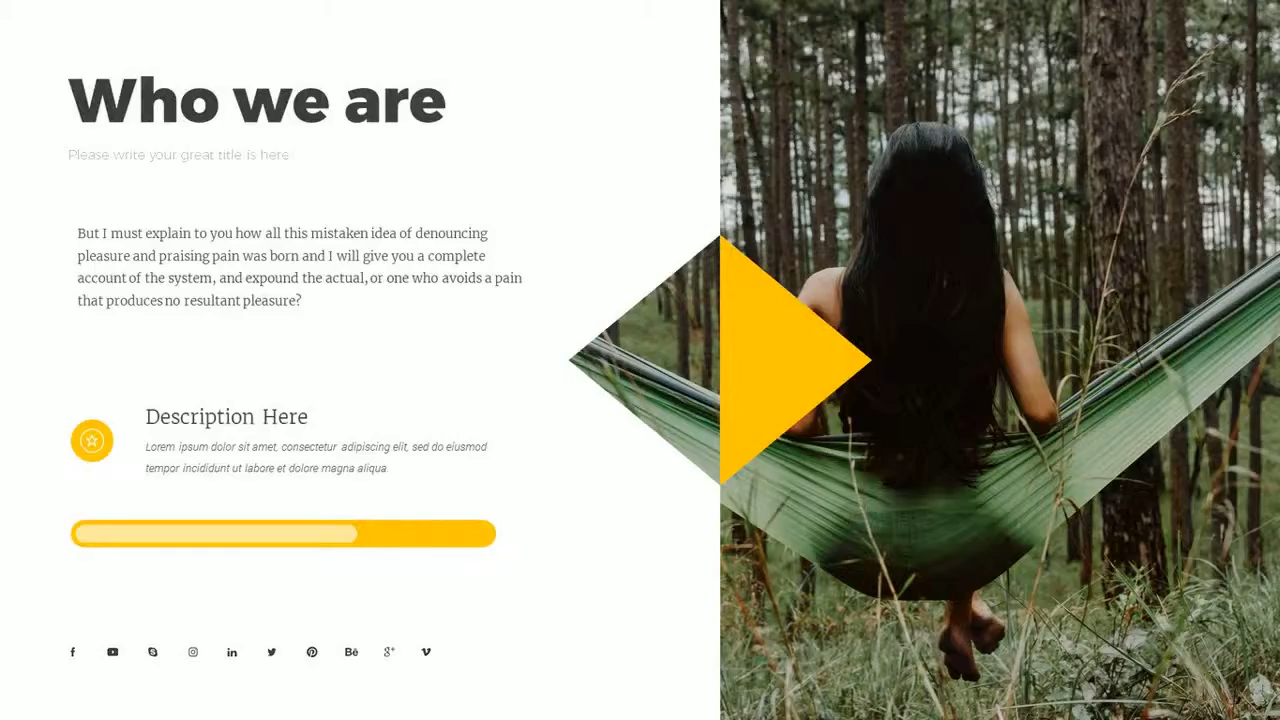 Who we are
Please write your great title is here
But I must explain to you how all this mistaken idea of denouncing
pleasure and praising pain was born and I will give you a complete
account of the system, and expound the actual, or one who avoids a pain
that produces no resultant pleasure?
Description Here
Lorem ipsum dolor sit amet, consectetur adipiscing elit, sed do eiusmod
tempor incididunt ut labore et dolore magna aliqua.